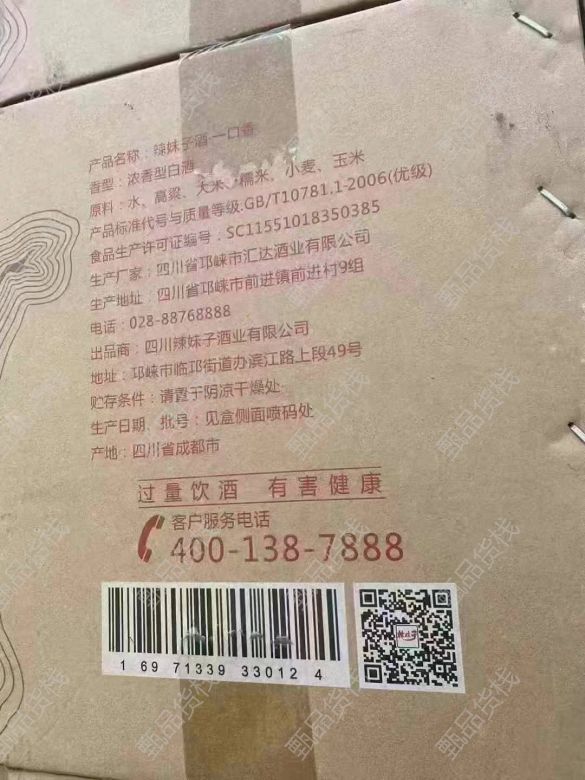 产品名称：辣妹子酒·一口香
香型：浓香型白酒
原料：水、高粱、大米、糯米、小麦、玉米
产品标准代号与质量等级:GB/T10781.1-2006(优级)
食品生产许可证编号：SC11551018350385
生产厂家：四川省邛崃市汇达酒业有限公司
生产地址：四川省邛崃市前进镇前进村9组
电话：028-88768888
出品商：四川辣妹子酒业有限公司
地址：邛崃市临邛街道办滨江路上段49号
贮存条件：请置于阴凉干燥处
生产日期、批号：见盒侧面喷码处
产地：四川省成都市
过量饮酒 有害健康
客户服务电话
400-138-7888
1 69 71339 33012 4
辣妹子
甄品货栈